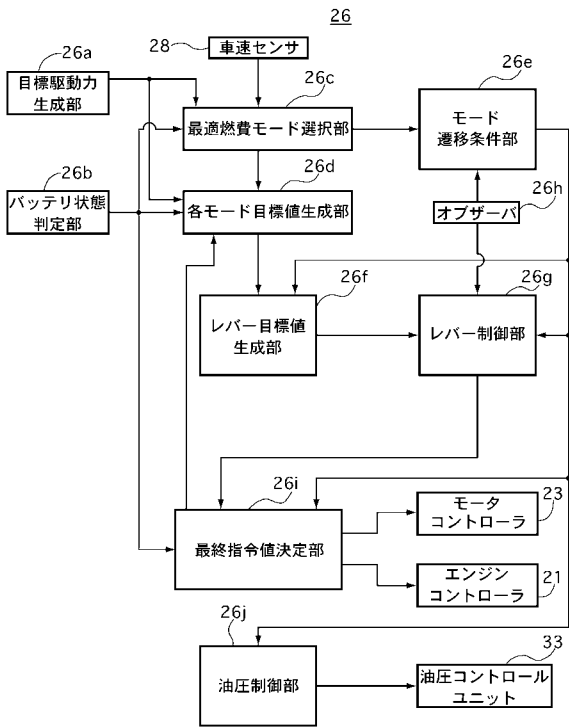 26
28
車速センサ
26a
目標駆動力
生成部
26c
最適燃費モード選択部
26e
モード
遷移条件部
26b
バッテリ状態
判定部
26d
各モード目標値生成部
オブザーバ
26h
26f
レバー目標値
生成部
26g
レバー制御部
26i
最終指令値決定部
モータ
コントローラ
23
エンジン
コントローラ
21
26j
油圧制御部
33
油圧コントロール
ユニット